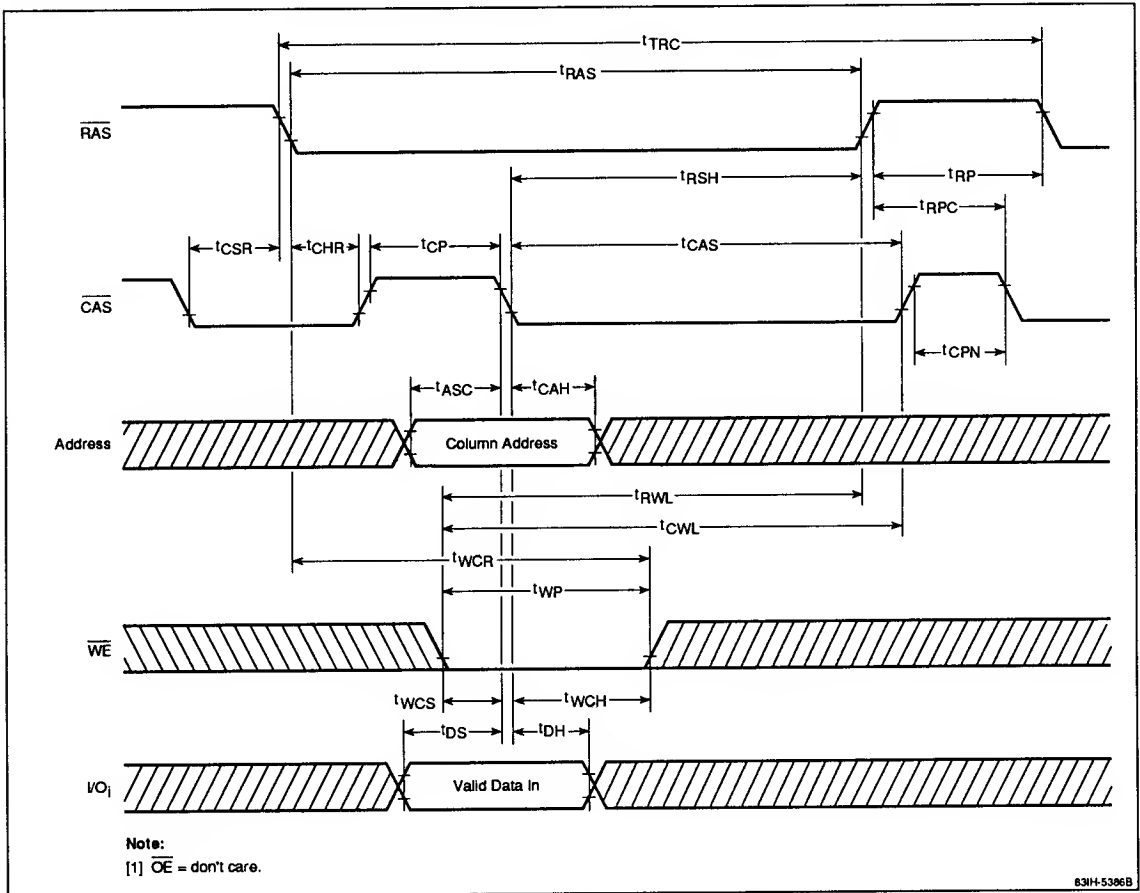 tTRC
tRAS
RAS
tRSH
tRP
tRPC
tCSR
tCHR
tCP
tCAS
CAS
tCPN
tASC
tCAH
Address
Column Address
tRWL
tCWL
tWCR
tWP
WE
tWCS
tWCH
tDS
tDH
I/Oi
Valid Data In
Note:
[1] OE = don't care.
83IH-5386B